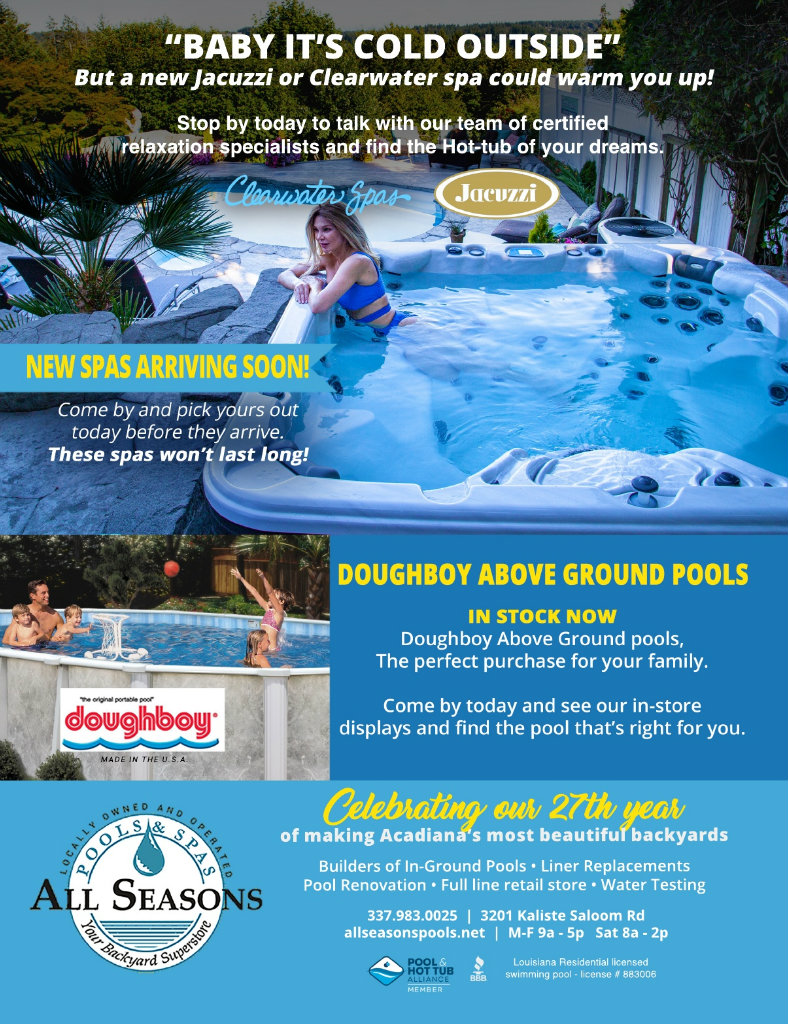 “BABY IT’S COLD OUTSIDE”
But a new Jacuzzi or Clearwater spa could warm you up!
Stop by today to talk with our team of certified
relaxation specialists and find the Hot-tub of your dreams.
Clearwater Spas
Jacuzzi
NEW SPAS ARRIVING SOON!
Come by and pick yours out
today before they arrive.
These spas won’t last long!
DOUGHBOY ABOVE GROUND POOLS
IN STOCK NOW
Doughboy Above Ground pools,
The perfect purchase for your family.
Come by today and see our in-store
displays and find the pool that’s right for you.
"the original portable pool"
doughboy®
MADE IN THE U.S.A.
LOCALLY OWNED AND OPERATED
POOLS & SPAS
ALL SEASONS
Your Backyard Superstore
Celebrating our 27th year
of making Acadiana’s most beautiful backyards
Builders of In-Ground Pools • Liner Replacements
Pool Renovation • Full line retail store • Water Testing
337.983.0025 | 3201 Kaliste Saloom Rd
allseasonspools.net | M-F 9a - 5p Sat 8a - 2p
POOL &
HOT TUB
ALLIANCE
MEMBER
BBB
Louisiana Residential licensed
swimming pool - license # 883006